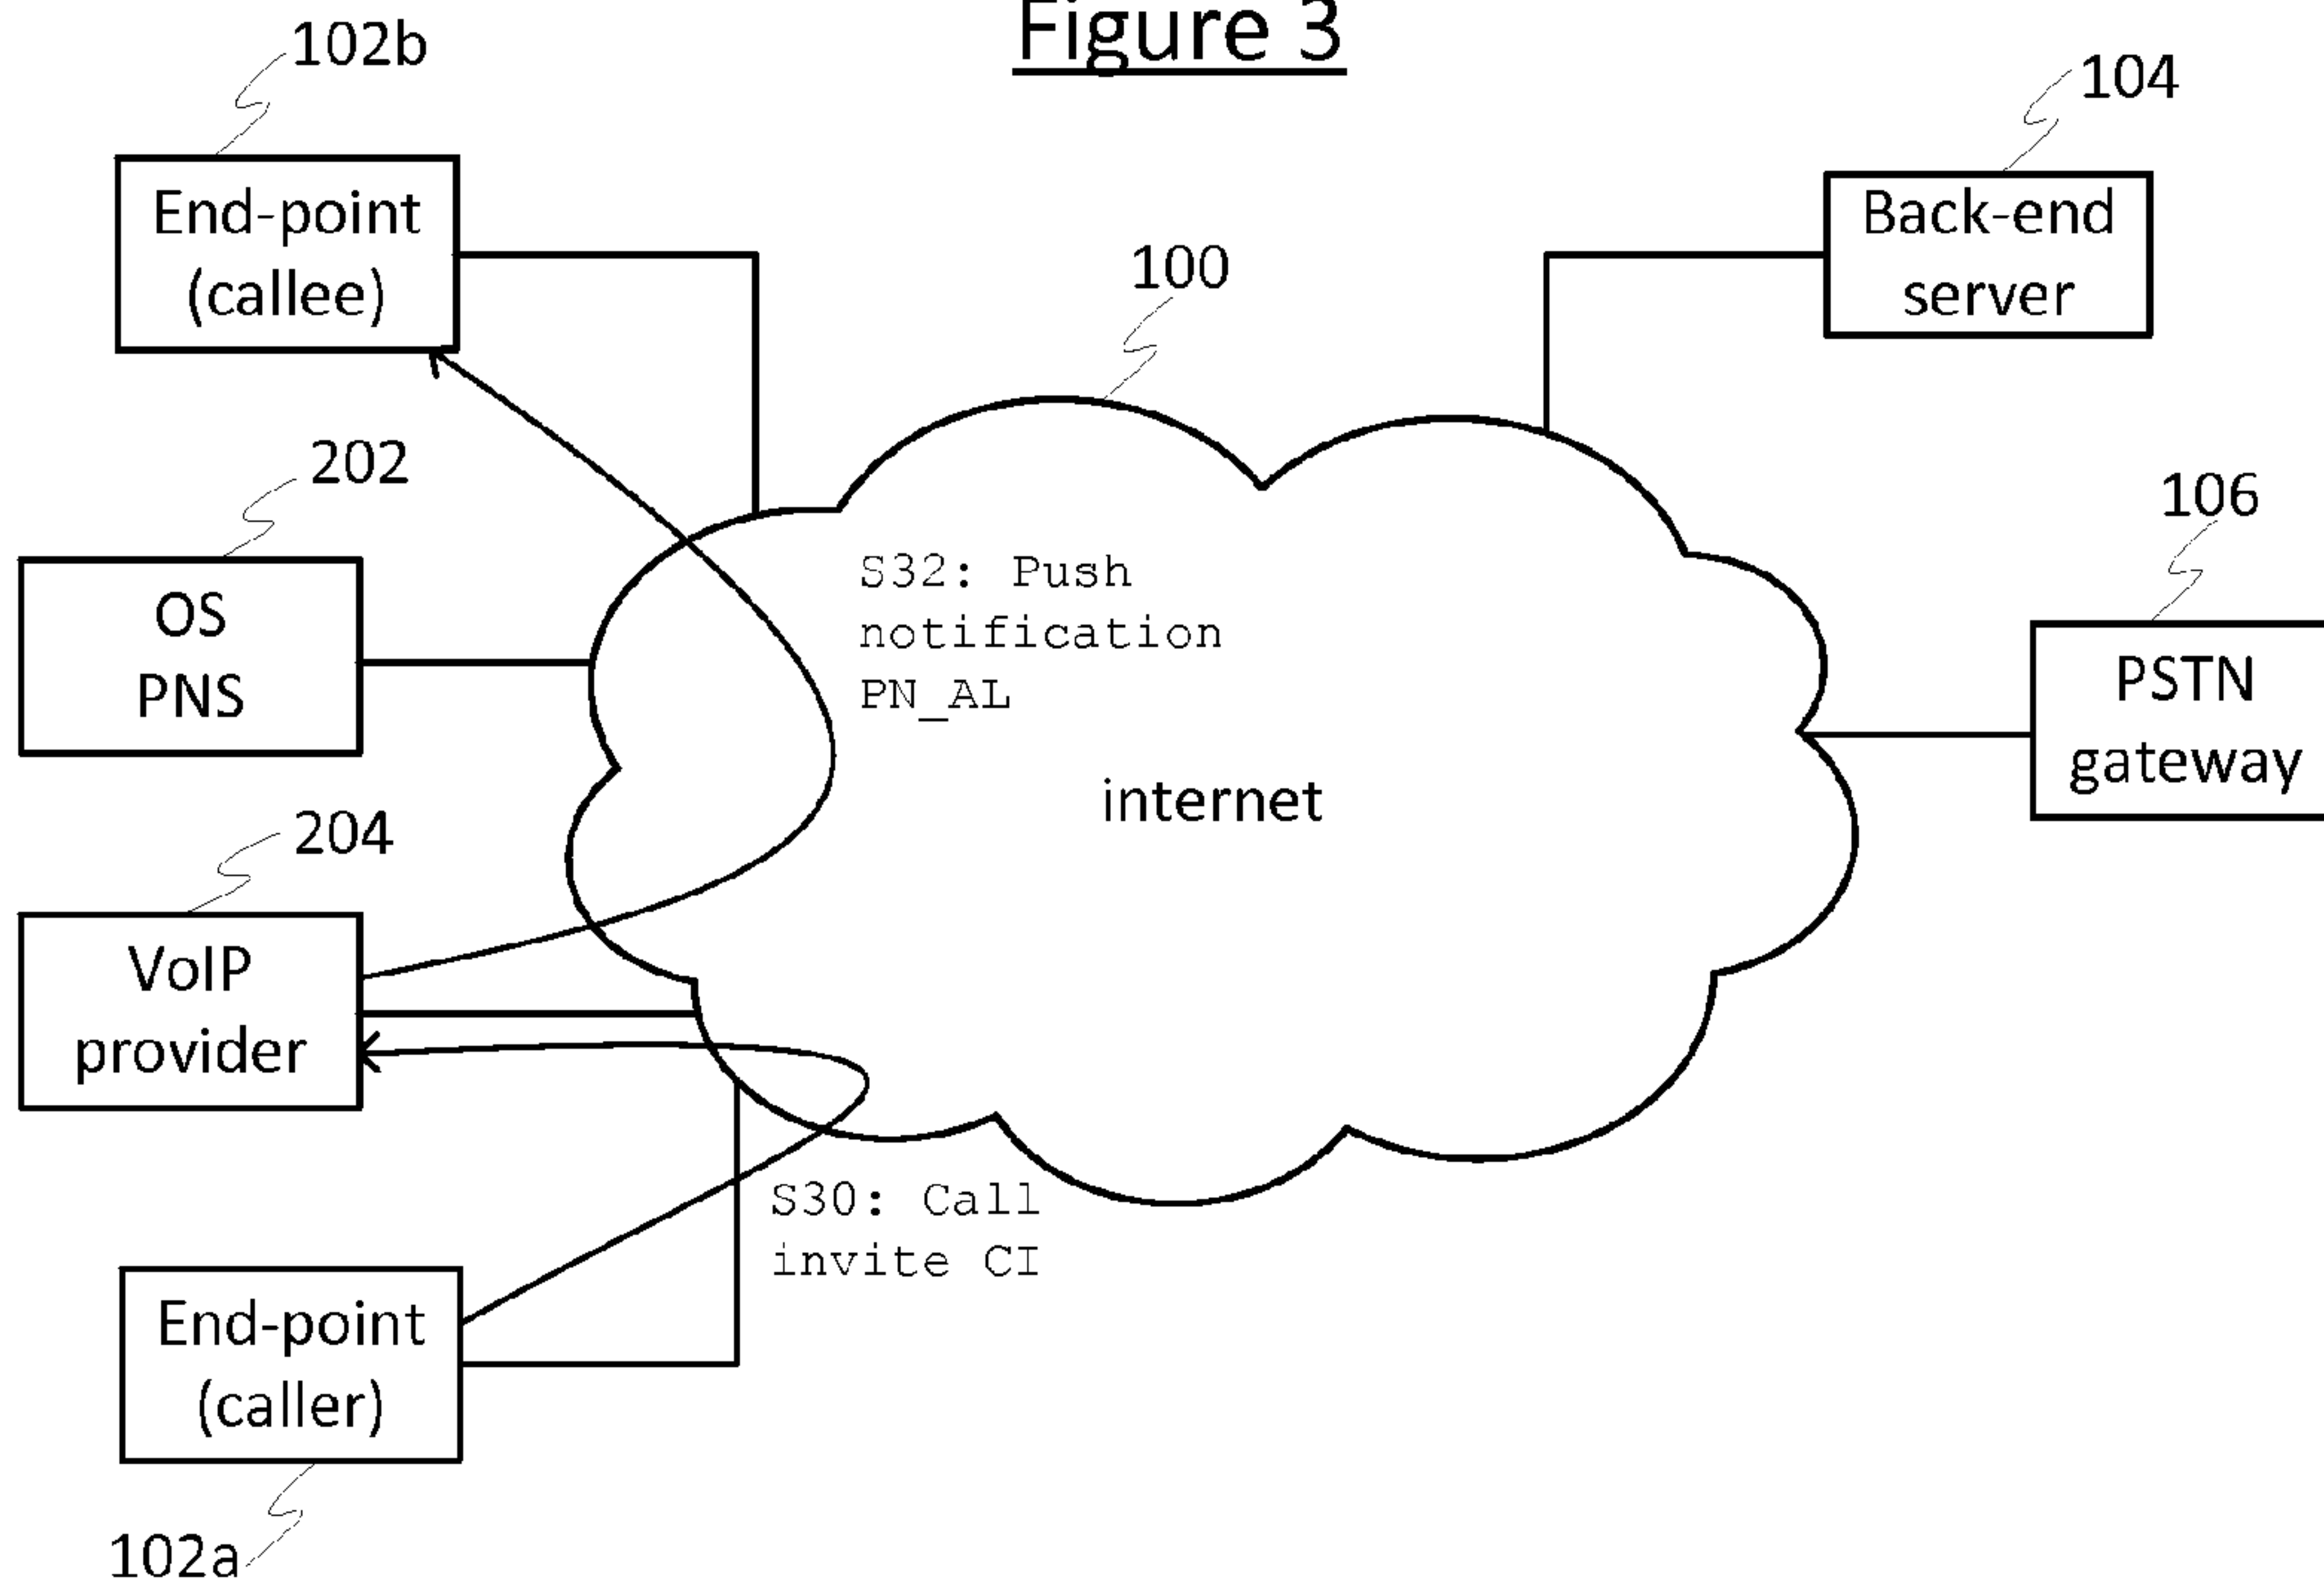 Figure 3
102b
End-point
(callee)
104
Back-end
server
100
202
OS
PNS
S32: Push
notification
PN_AL
106
PSTN
gateway
internet
204
VoIP
provider
S30: Call
invite CI
End-point
(caller)
102a